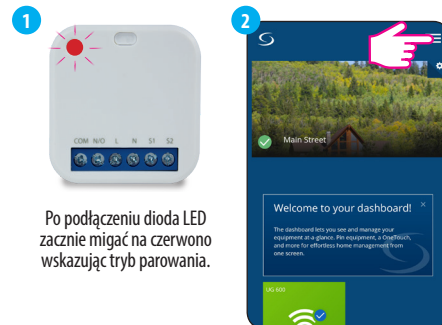 1
COM N/O L N S1 S2
Po podłączeniu dioda LED
zacznie migać na czerwono
wskazując tryb parowania.
2
Main Street
Welcome to your dashboard!
The dashboard lets you see and manage your
equipment at-a-glance. Pin equipment, a OneTouch,
and more for effortless home management from
one screen.
UG 600